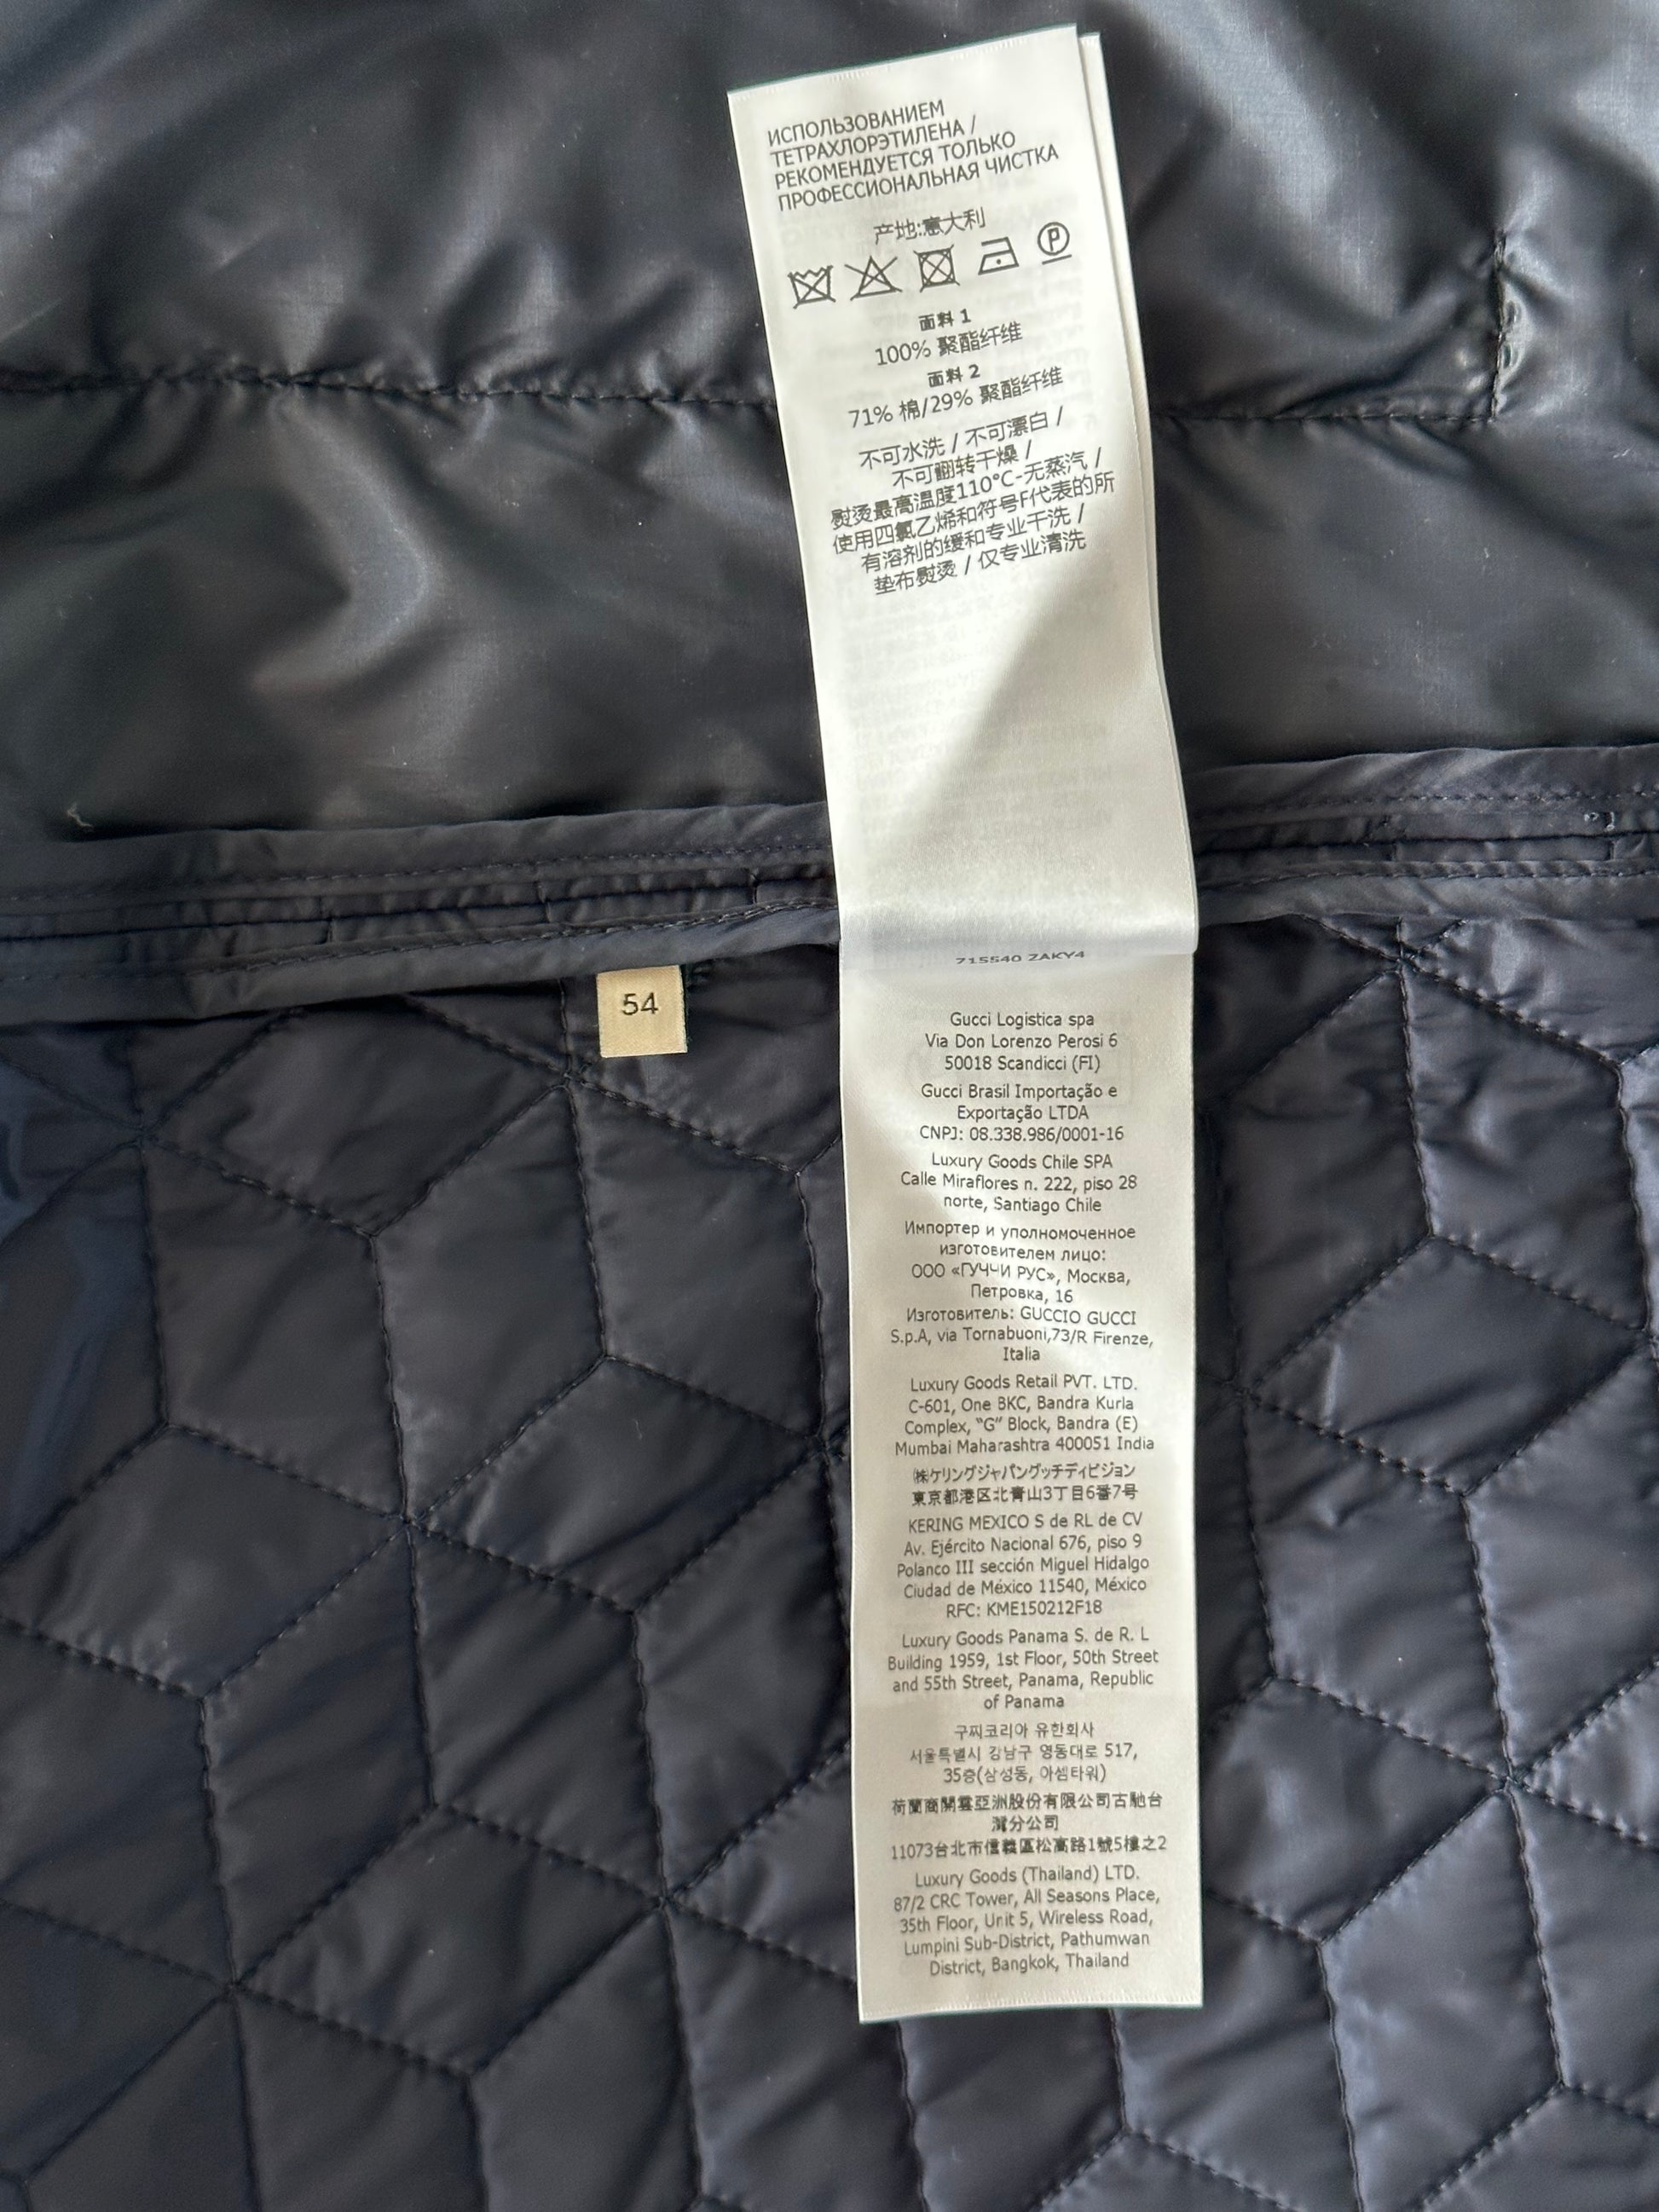 ИСПОЛЬЗОВАНИЕМ
ТЕТРАХЛОРЭТИЛЕНА /
РЕКОМЕНДУЕТСЯ ТОЛЬКО
ПРОФЕССИОНАЛЬНАЯ ЧИСТКА
产地:意大利
P
面料 1
100% 聚酯纤维
面料 2
71% 棉/29% 聚酯纤维
不可水洗 / 不可漂白 /
不可翻转干燥 /
熨烫最高温度110°C-无蒸汽 /
使用四氯乙烯和符号F代表的所
有溶剂的缓和专业干洗 /
垫布熨烫 / 仅专业清洗
715540 ZAKY4
54
Gucci Logistica spa
Via Don Lorenzo Perosi 6
50018 Scandicci (FI)
Gucci Brasil Importação e
Exportação LTDA
CNPJ: 08.338.986/0001-16
Luxury Goods Chile SPA
Calle Miraflores n. 222, piso 28
norte, Santiago Chile
Импортер и уполномоченное
изготовителем лицо:
ООО «ГУЧЧИ РУС», Москва,
Петровка, 16
Изготовитель: GUCCIO GUCCI
S.p.A, via Tornabuoni,73/R Firenze,
Italia
Luxury Goods Retail PVT. LTD.
C-601, One BKC, Bandra Kurla
Complex, “G” Block, Bandra (E)
Mumbai Maharashtra 400051 India
㈱ケリングジャパングッチディビジョン
東京都港区北青山3丁目6番7号
KERING MEXICO S de RL de CV
Av. Ejército Nacional 676, piso 9
Polanco III sección Miguel Hidalgo
Ciudad de México 11540, México
RFC: KME150212F18
Luxury Goods Panama S. de R. L
Building 1959, 1st Floor, 50th Street
and 55th Street, Panama, Republic
of Panama
구찌코리아 유한회사
서울특별시 강남구 영동대로 517,
35층(삼성동, 아셈타워)
荷蘭商開雲亞洲股份有限公司古馳台
灣分公司
11073台北市信義區松高路1號5樓之2
Luxury Goods (Thailand) LTD.
87/2 CRC Tower, All Seasons Place,
35th Floor, Unit 5, Wireless Road,
Lumpini Sub-District, Pathumwan
District, Bangkok, Thailand